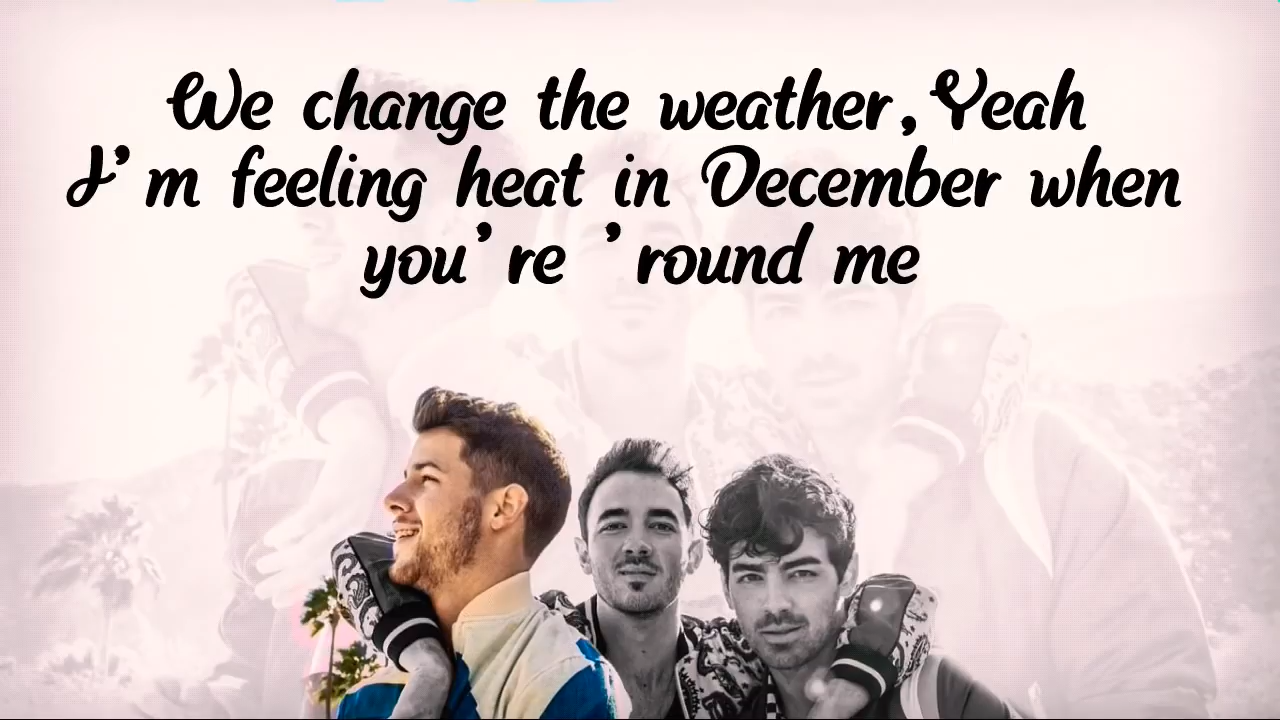 We change the weather,Yeah
I'm feeling heat in December when
you're 'round me